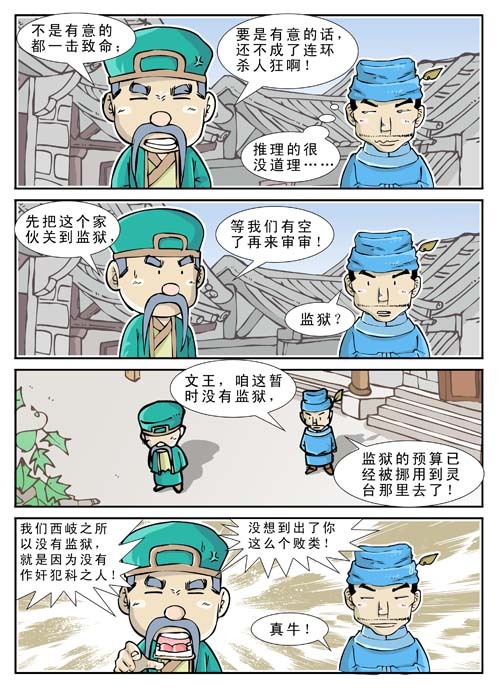 不是有意的
都一击致命；
要是有意的话，
还不成了连环
杀人狂啊！
推理的很
没道理……
先把这个家
伙关到监狱，
等我们有空
了再来审审！
监狱？
文王，咱这暂
时没有监狱，
监狱的预算已
经被挪用到灵
台那里去了！
我们西岐之所
以没有监狱，
就是因为没有
作奸犯科之人！
没想到出了你
这么个败类！
真牛！